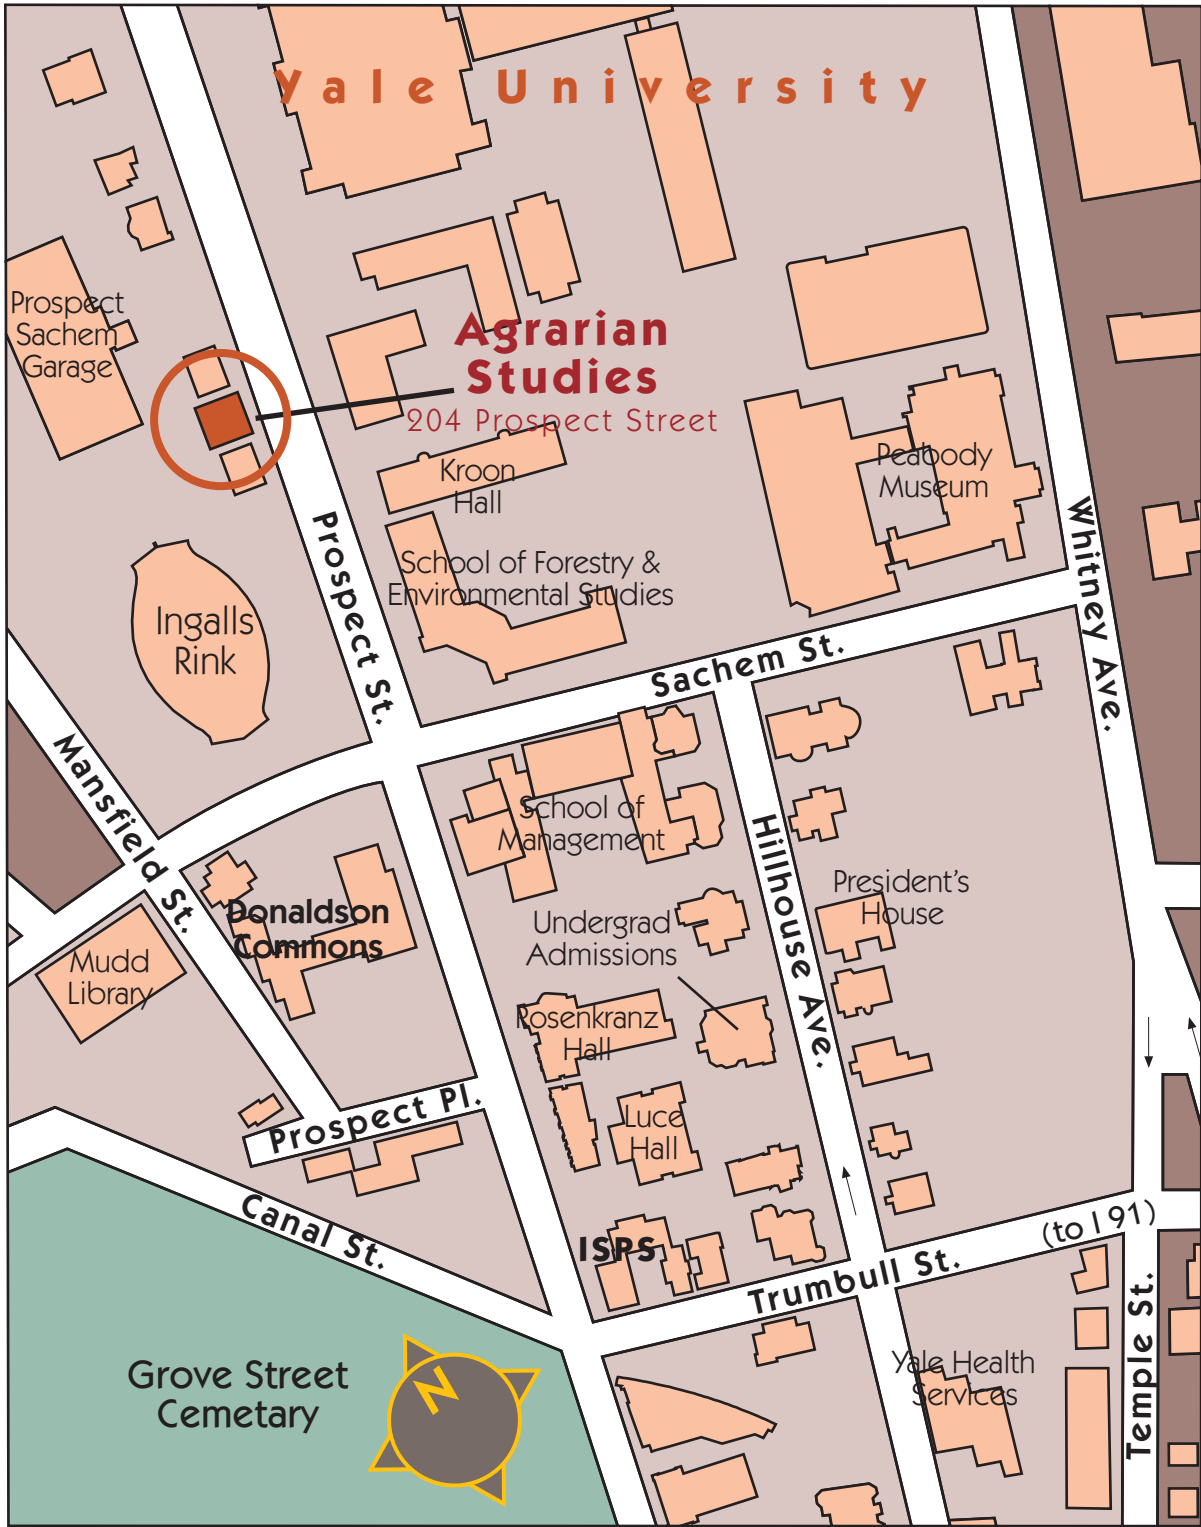 Yale University
Prospect
Sachem
Garage
Agrarian
Studies
204 Prospect Street
Kroon
Hall
Peabody
Museum
Prospect St.
School of Forestry &
Environmental Studies
Whitney Ave.
Ingalls
Rink
Sachem St.
Mansfield St.
School of
Management
Hillhouse Ave.
President's
House
Donaldson
Commons
Undergrad
Admissions
Mudd
Library
Rosenkranz
Hall
Prospect Pl.
Luce
Hall
Canal St.
ISPS
Trumbull St.
(to I 91)
Temple St.
Grove Street
Cemetary
N
Yale Health
Services